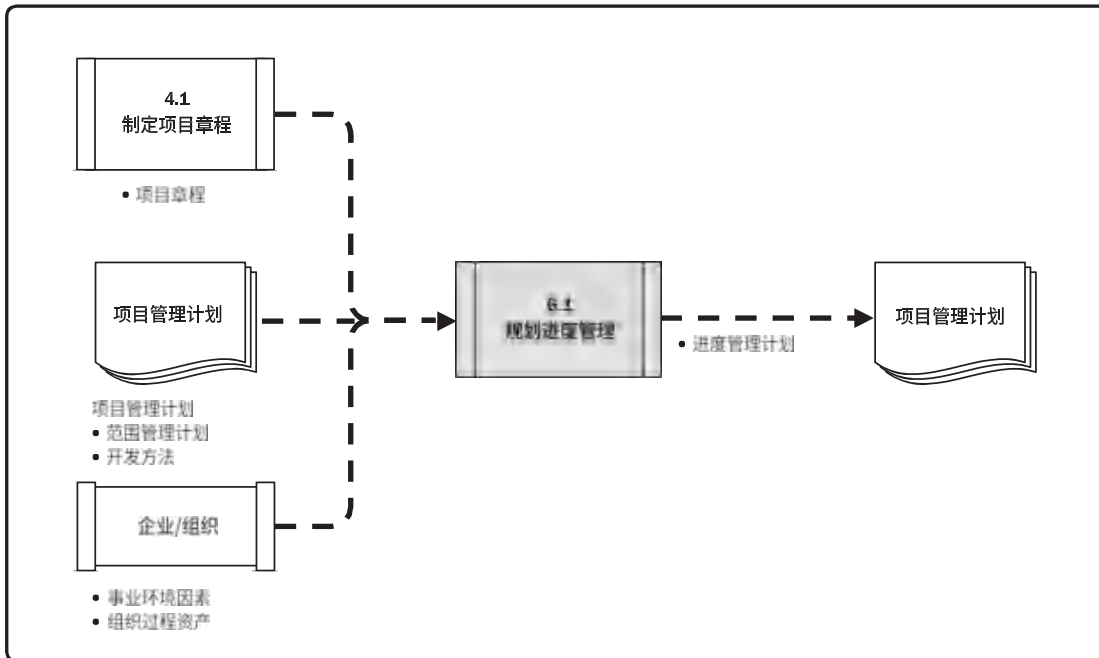 4.1
制定项目章程
• 项目章程
项目管理计划
项目管理计划
• 范围管理计划
• 开发方法
企业/组织
• 事业环境因素
• 组织过程资产
6.1
规划进度管理
• 进度管理计划
项目管理计划